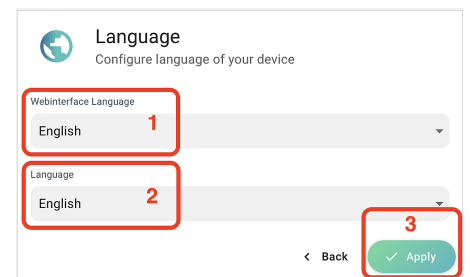 Language
Configure language of your device
Webinterface Language
English
1
Language
English
2
3
Back
Apply